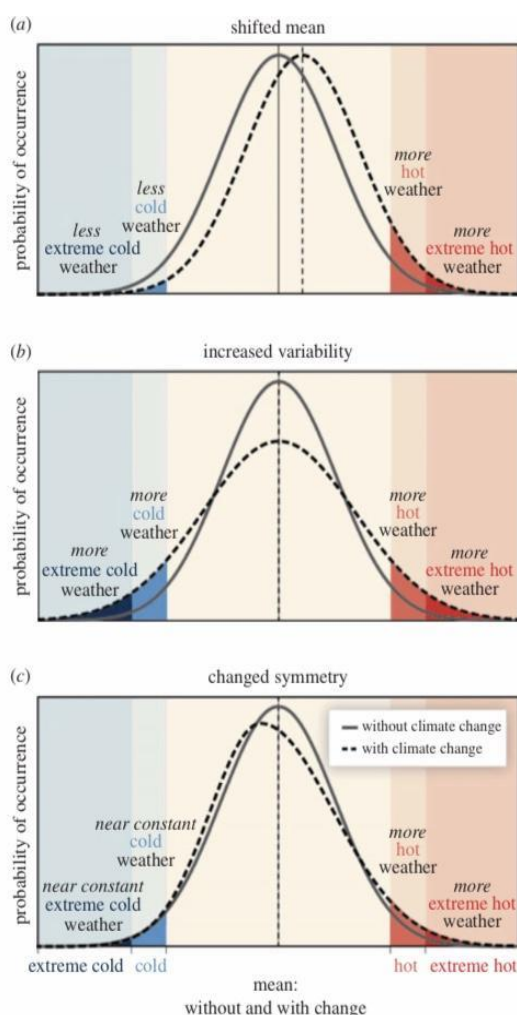 (a)
shifted mean
probability of occurrence
less
cold
weather
less
extreme cold
weather
more
hot
weather
more
extreme hot
weather
(b)
increased variability
probability of occurrence
more
cold
weather
more
extreme cold
weather
more
hot
weather
more
extreme hot
weather
(c)
changed symmetry
probability of occurrence
without climate change
with climate change
near constant
cold
weather
near constant
extreme cold
weather
more
hot
weather
more
extreme hot
weather
extreme cold
cold
hot
extreme hot
mean:
without and with change